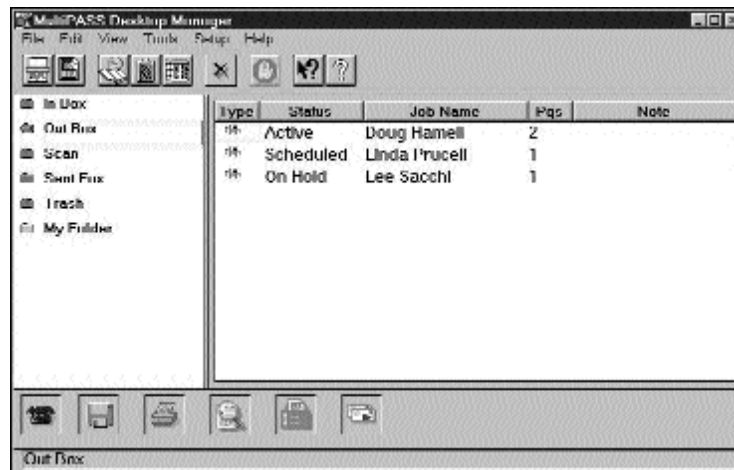 MultiPASS Desktop Manager
File Edit View Tools Setup Help
In Box
Out Box
Scan
Sent Fax
Trash
My Folder
Type Status Job Name Pgs Note
Active Doug Hamell 2
Scheduled Linda Prucell 1
On Hold Lee Sacchi 1
Out Box